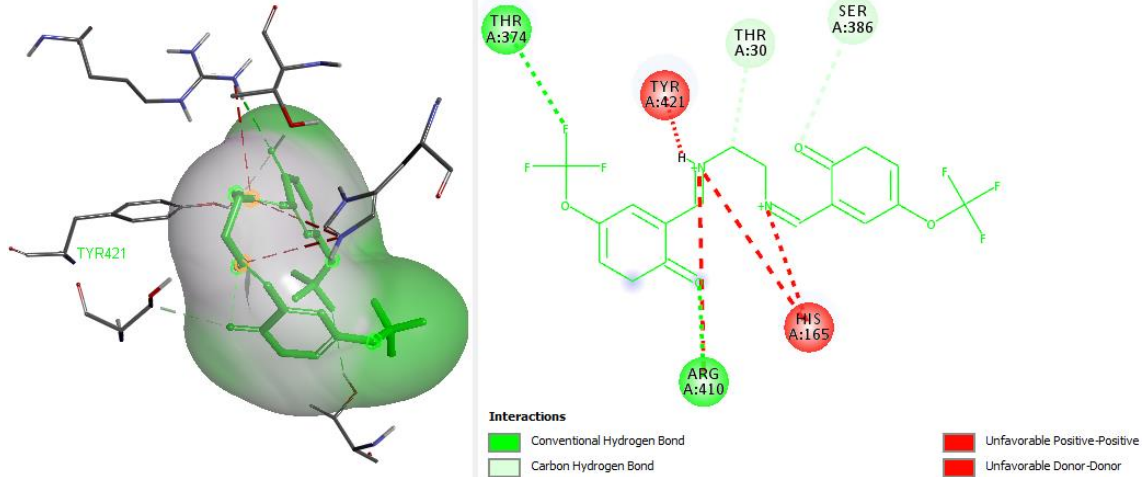 TYR421
THR
A:374
TYR
A:421
THR
A:30
SER
A:386
F
F
F
O
H
+N
O
+N
O
O
F
F
F
HIS
A:165
ARG
A:410
Interactions
Conventional Hydrogen Bond
Carbon Hydrogen Bond
Unfavorable Positive-Positive
Unfavorable Donor-Donor